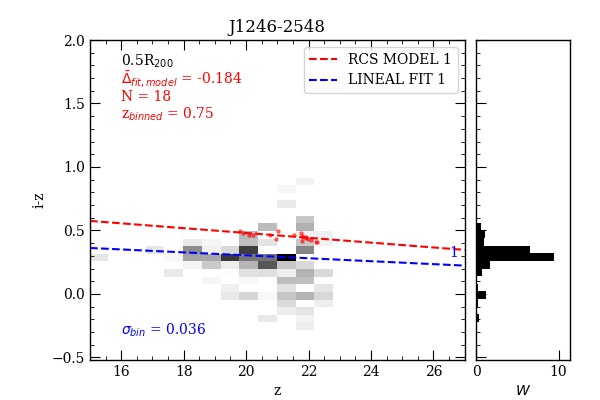 J1246-2548
2.0
0.5R200
Δ̄fit,model = -0.184
N = 18
zbinned = 0.75
RCS MODEL 1
LINEAL FIT 1
1.5
1.0
i-z
0.5
1
0.0
σbin = 0.036
−0.5
16 18 20 22 24 26
0 10
z
W